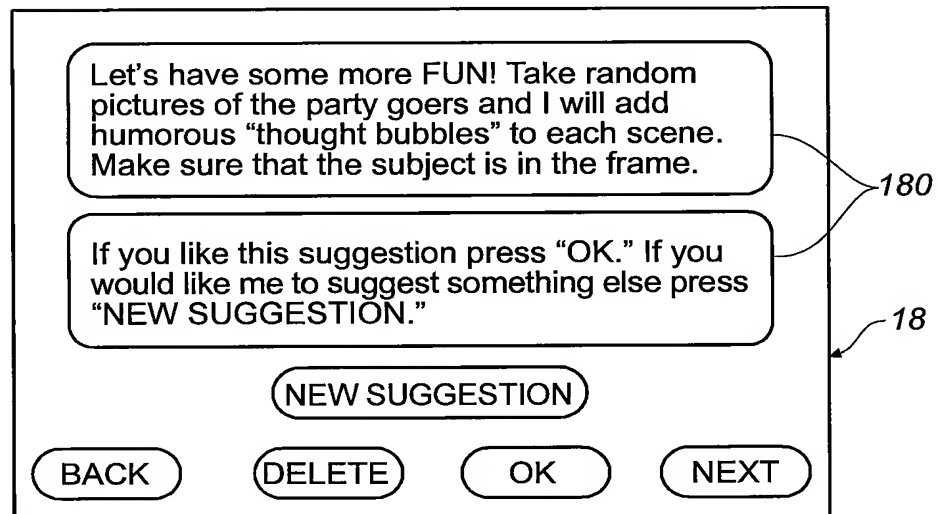 Let's have some more FUN! Take random
pictures of the party goers and I will add
humorous “thought bubbles” to each scene.
Make sure that the subject is in the frame.
180
If you like this suggestion press “OK.” If you
would like me to suggest something else press
“NEW SUGGESTION.”
18
NEW SUGGESTION
BACK DELETE OK NEXT